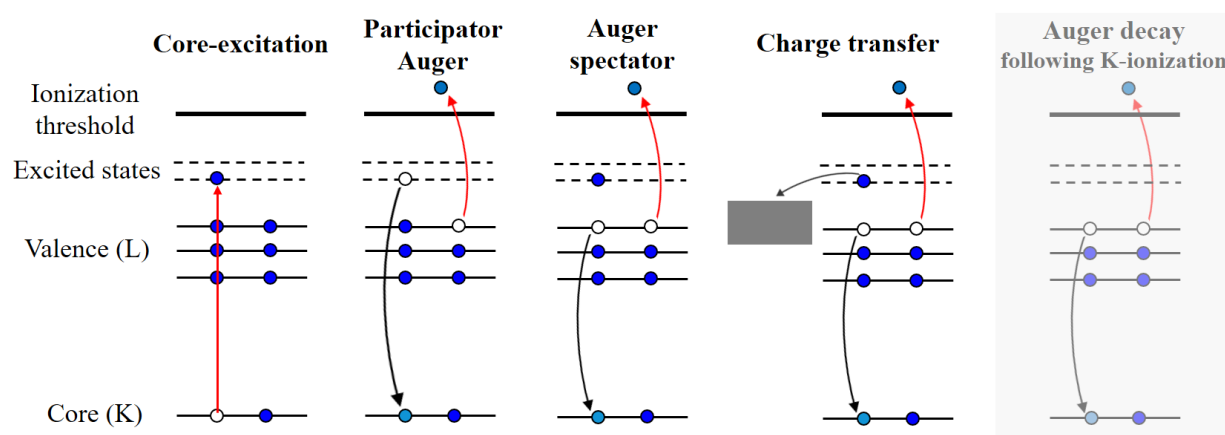 Core-excitation
Participator
Auger
Auger
spectator
Charge transfer
Auger decay
following K-ionization
Ionization
threshold
Excited states
Valence (L)
Core (K)